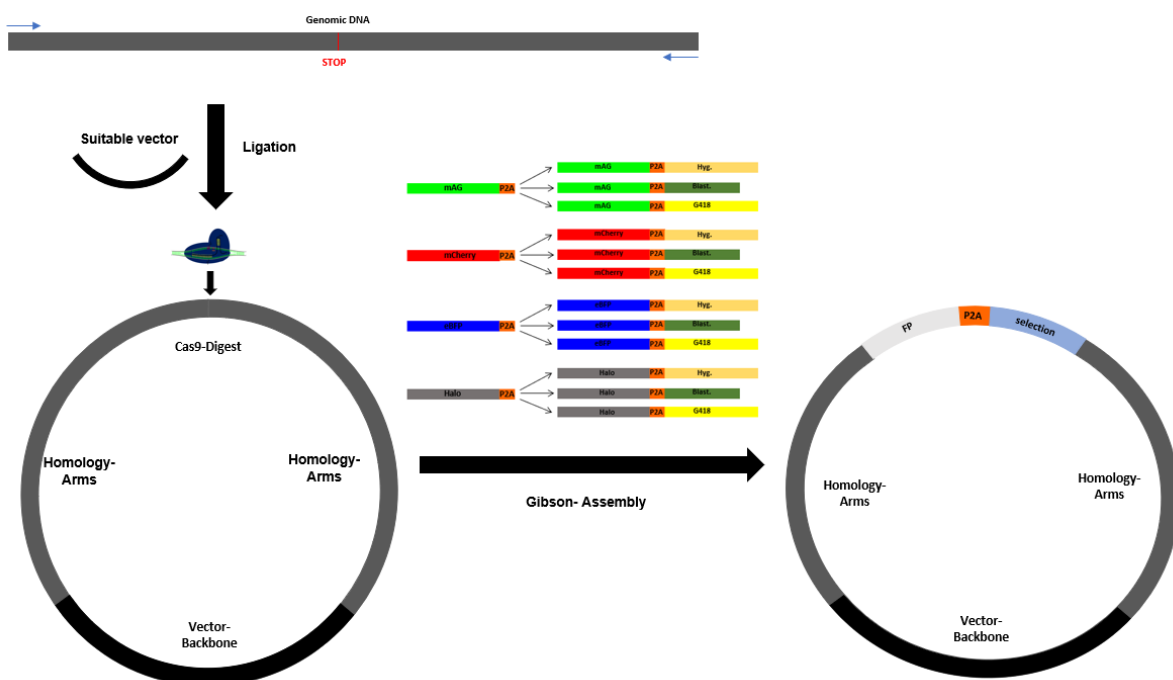 Genomic DNA
STOP
Suitable vector
Ligation
Cas9-Digest
Homology-
Arms
Homology-
Arms
Vector-
Backbone
mAG P2A
mAG P2A Hyg.
mAG P2A Blast.
mAG P2A G418
mCherry P2A
mCherry P2A Hyg.
mCherry P2A Blast.
mCherry P2A G418
P2A
P2A Hyg.
P2A Blast.
P2A G418
Halo P2A
Halo P2A Hyg.
Halo P2A Blast.
Halo P2A G418
Gibson- Assembly
FP
P2A
selection
Homology-
Arms
Homology-
Arms
Vector-
Backbone